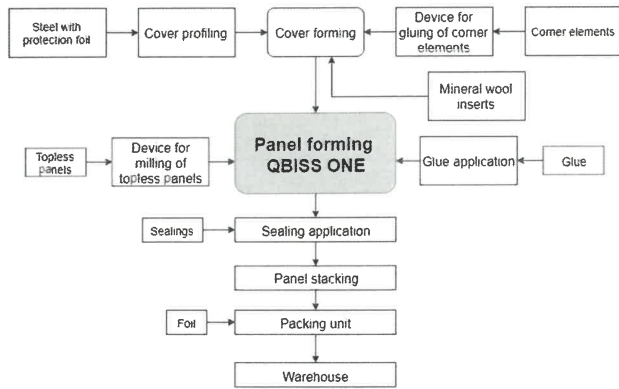 Steel with
protection foil
Cover profiling
Cover forming
Device for
gluing of corner
elements
Corner elements
Mineral wool
inserts
Topless
panels
Device for
milling of
topless panels
Panel forming
QBISS ONE
Glue application
Glue
Sealings
Sealing application
Panel stacking
Foil
Packing unit
Warehouse